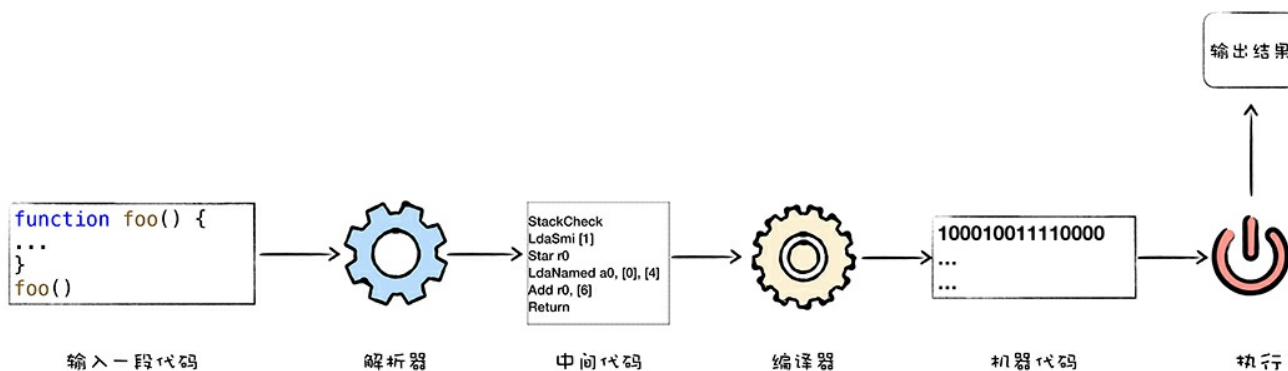 输出结果
function foo() {
...
}
foo()
StackCheck
LdaSmi [1]
Star r0
LdaNamed a0, [0], [4]
Add r0, [6]
Return
100010011110000
...
...
输入一段代码
解析器
中间代码
编译器
机器代码
执行